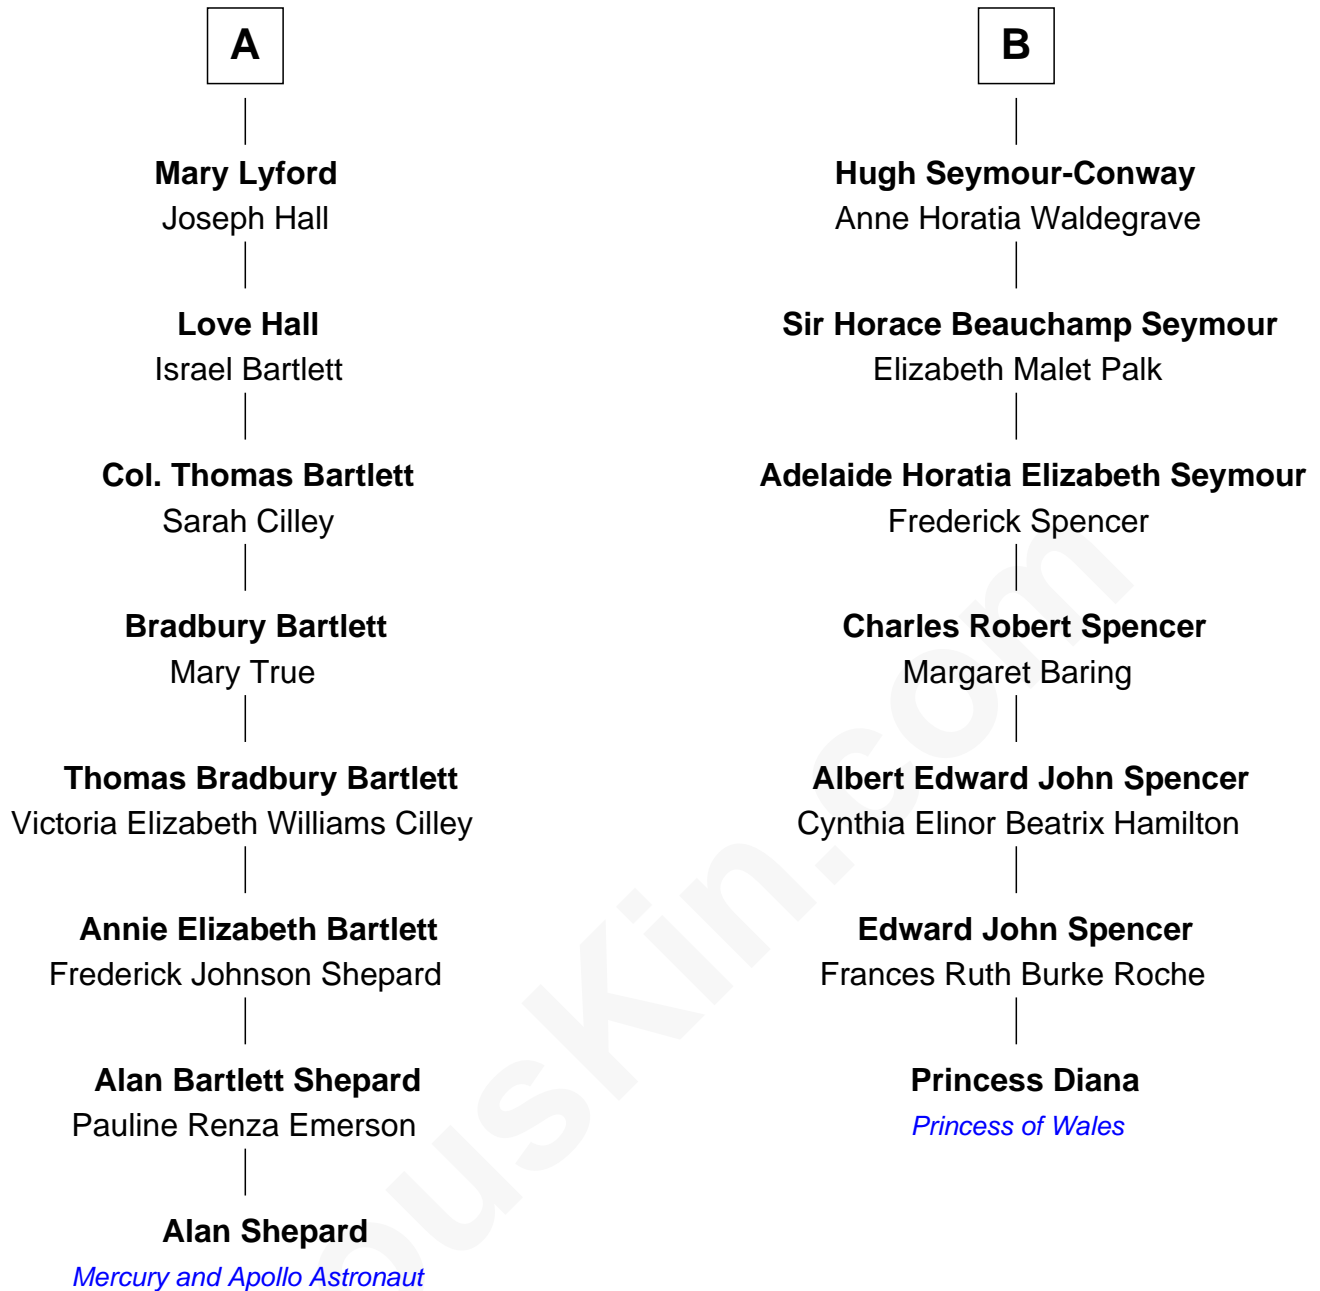 A
Mary Lyford
Joseph Hall
Love Hall
Israel Bartlett
Col. Thomas Bartlett
Sarah Cilley
Bradbury Bartlett
Mary True
Thomas Bradbury Bartlett
Victoria Elizabeth Williams Cilley
Annie Elizabeth Bartlett
Frederick Johnson Shepard
Alan Bartlett Shepard
Pauline Renza Emerson
Alan Shepard
Mercury and Apollo Astronaut
B
Hugh Seymour-Conway
Anne Horatia Waldegrave
Sir Horace Beauchamp Seymour
Elizabeth Malet Palk
Adelaide Horatia Elizabeth Seymour
Frederick Spencer
Charles Robert Spencer
Margaret Baring
Albert Edward John Spencer
Cynthia Elinor Beatrix Hamilton
Edward John Spencer
Frances Ruth Burke Roche
Princess Diana
Princess of Wales
ousKin.com